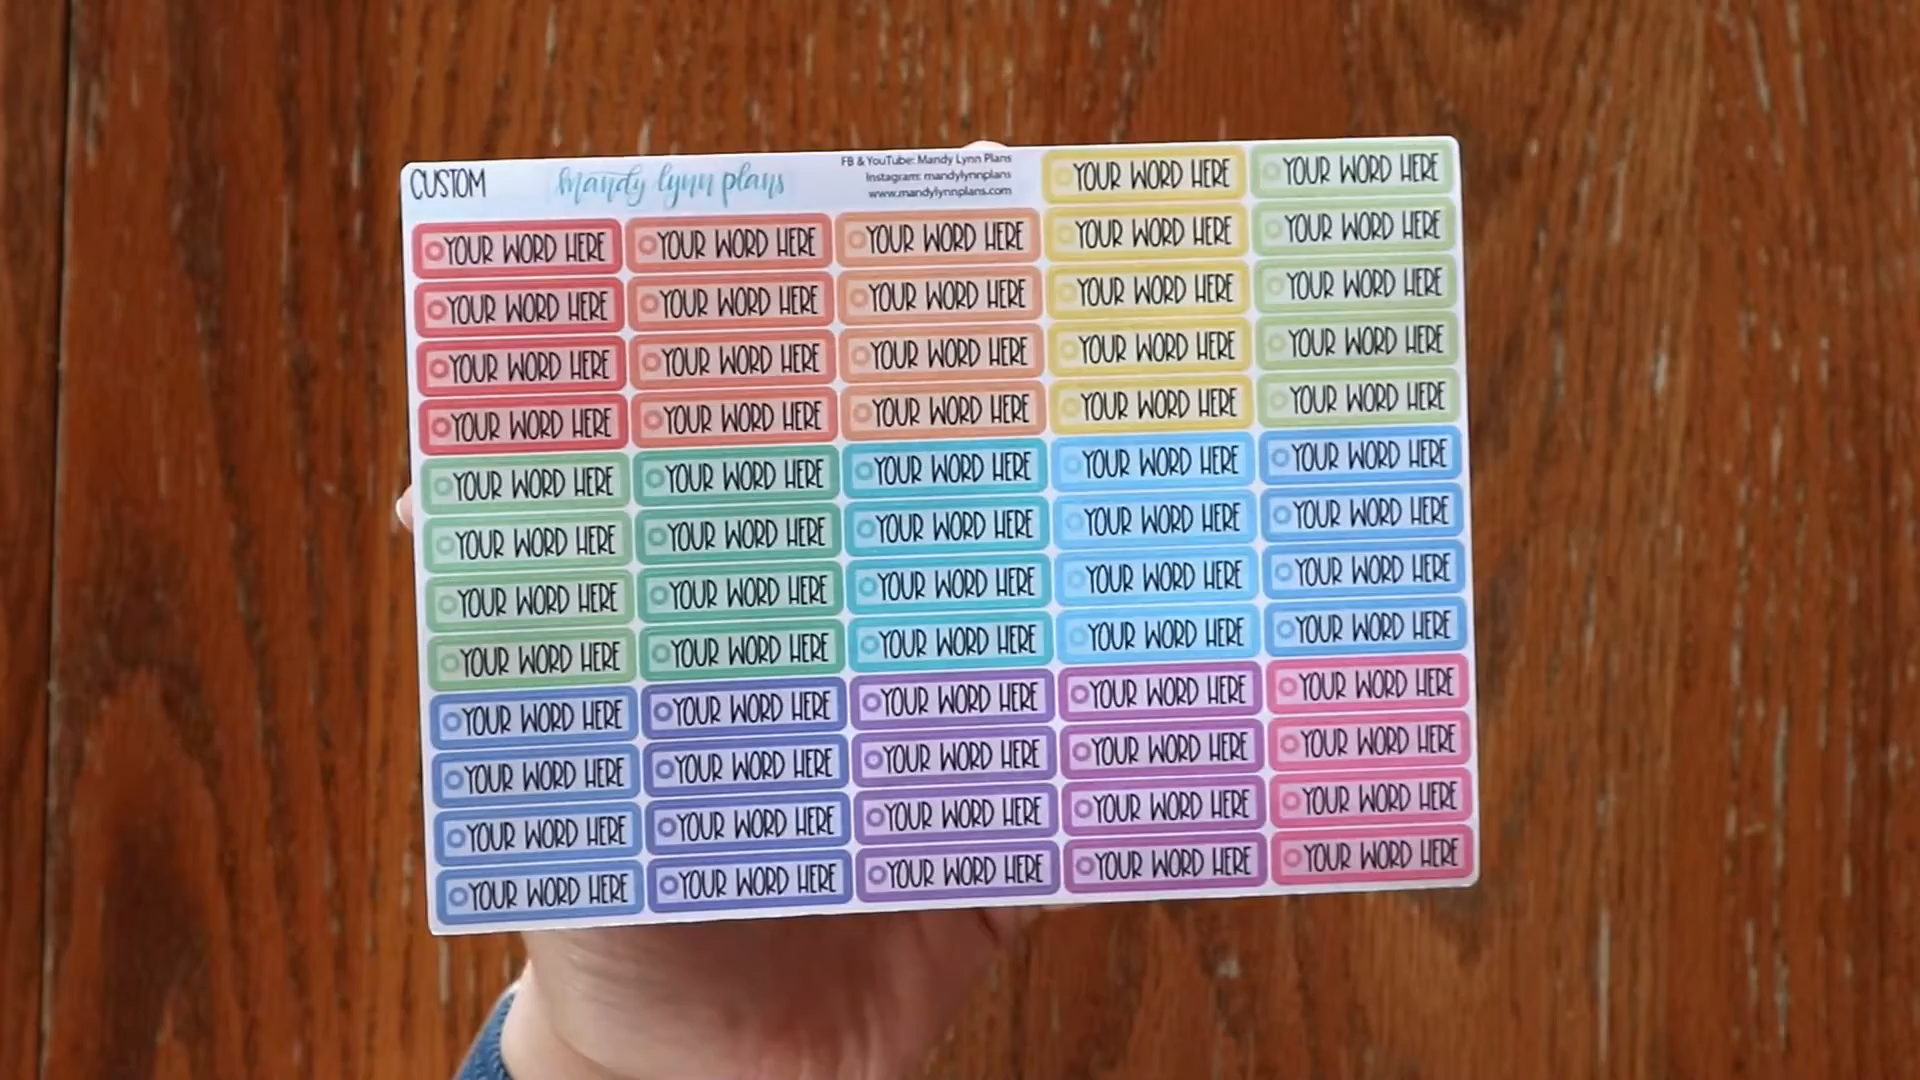 CUSTOM
mandy lynn plans
FB & YouTube: Mandy Lynn Plans
Instagram: mandylynnplans
www.mandylynnplans.com
YOUR WORD HERE YOUR WORD HERE
YOUR WORD HERE YOUR WORD HERE YOUR WORD HERE YOUR WORD HERE YOUR WORD HERE
YOUR WORD HERE YOUR WORD HERE YOUR WORD HERE YOUR WORD HERE YOUR WORD HERE
YOUR WORD HERE YOUR WORD HERE YOUR WORD HERE YOUR WORD HERE YOUR WORD HERE
YOUR WORD HERE YOUR WORD HERE YOUR WORD HERE YOUR WORD HERE YOUR WORD HERE
YOUR WORD HERE YOUR WORD HERE YOUR WORD HERE YOUR WORD HERE YOUR WORD HERE
YOUR WORD HERE YOUR WORD HERE YOUR WORD HERE YOUR WORD HERE YOUR WORD HERE
YOUR WORD HERE YOUR WORD HERE YOUR WORD HERE YOUR WORD HERE YOUR WORD HERE
YOUR WORD HERE YOUR WORD HERE YOUR WORD HERE YOUR WORD HERE YOUR WORD HERE
YOUR WORD HERE YOUR WORD HERE YOUR WORD HERE YOUR WORD HERE YOUR WORD HERE
YOUR WORD HERE YOUR WORD HERE YOUR WORD HERE YOUR WORD HERE YOUR WORD HERE
YOUR WORD HERE YOUR WORD HERE YOUR WORD HERE YOUR WORD HERE YOUR WORD HERE
YOUR WORD HERE YOUR WORD HERE YOUR WORD HERE YOUR WORD HERE YOUR WORD HERE